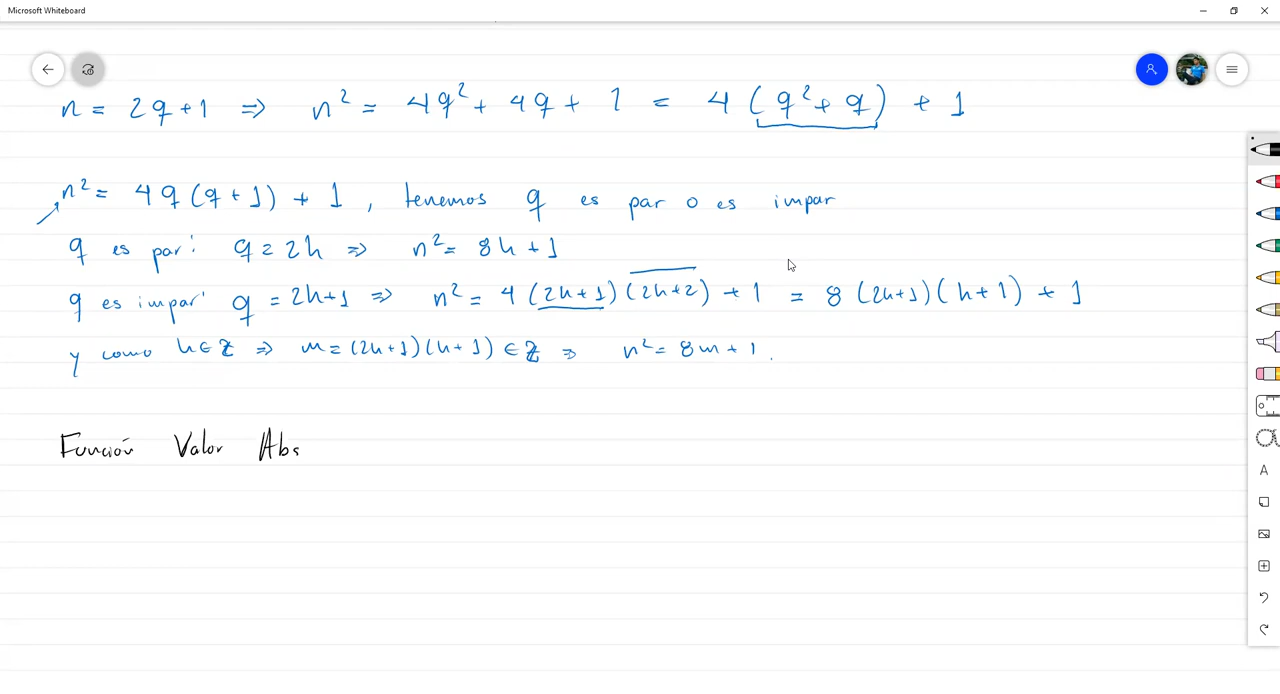 Microsoft Whiteboard
n = 2q+1 ⇒ n² = 4q² + 4q + 1 = 4 (q² + q) + 1
n² = 4q (q + 1) + 1 , tenemos q es par o es impar
q es par: q = 2h ⇒ n² = 8h + 1
q es impar: q = 2h+1 ⇒ n² = 4 (2h + 1) (2h+2) + 1 = 8 (2h+1) (h + 1) + 1
y como h ∈ ℤ ⇒ m = (2h+1) (h + 1) ∈ ℤ ⇒ n² = 8m + 1 .
Función Valor Abs
A